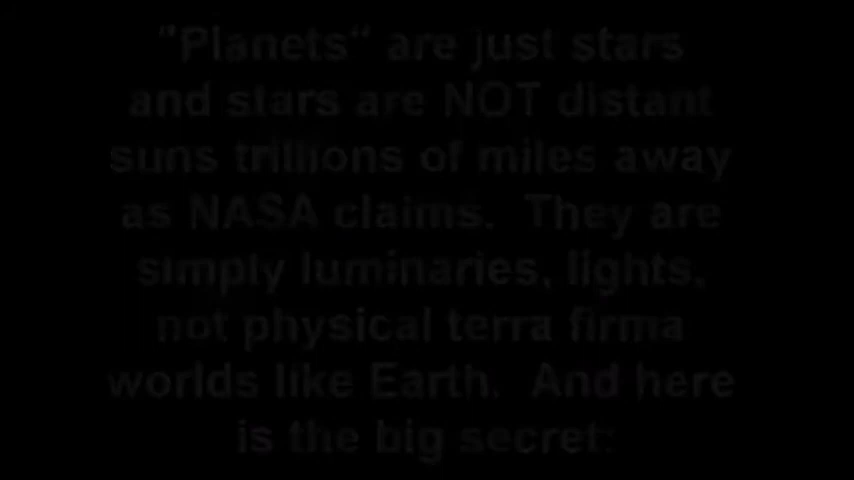 "Planets" are just stars
and stars are NOT distant
suns trillions of miles away
as NASA claims.  They are
simply luminaries, lights,
not physical terra firma
worlds like Earth.  And here
is the big secret: